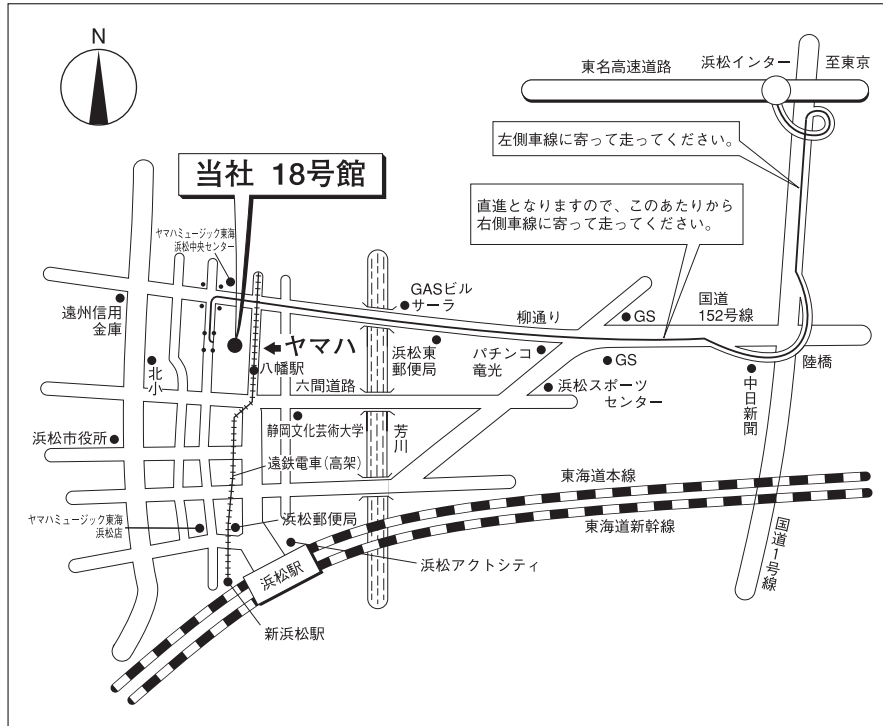 N
東名高速道路
浜松インター
至東京
左側車線に寄って走ってください。
当社 18号館
直進となりますので、このあたりから
右側車線に寄って走ってください。
ヤマハミュージック東海
浜松中央センター
GASビル
サーラ
柳通り
国道
152号線
GS
遠州信用
金庫
ヤマハ
浜松東
郵便局
パチンコ
竜光
GS
陸橋
北小
八幡駅
六間道路
浜松スポーツ
センター
中日新聞
浜松市役所
静岡文化芸術大学
芳川
遠鉄電車(高架)
東海道本線
ヤマハミュージック東海
浜松店
浜松郵便局
東海道新幹線
国道1号線
浜松駅
浜松アクトシティ
新浜松駅